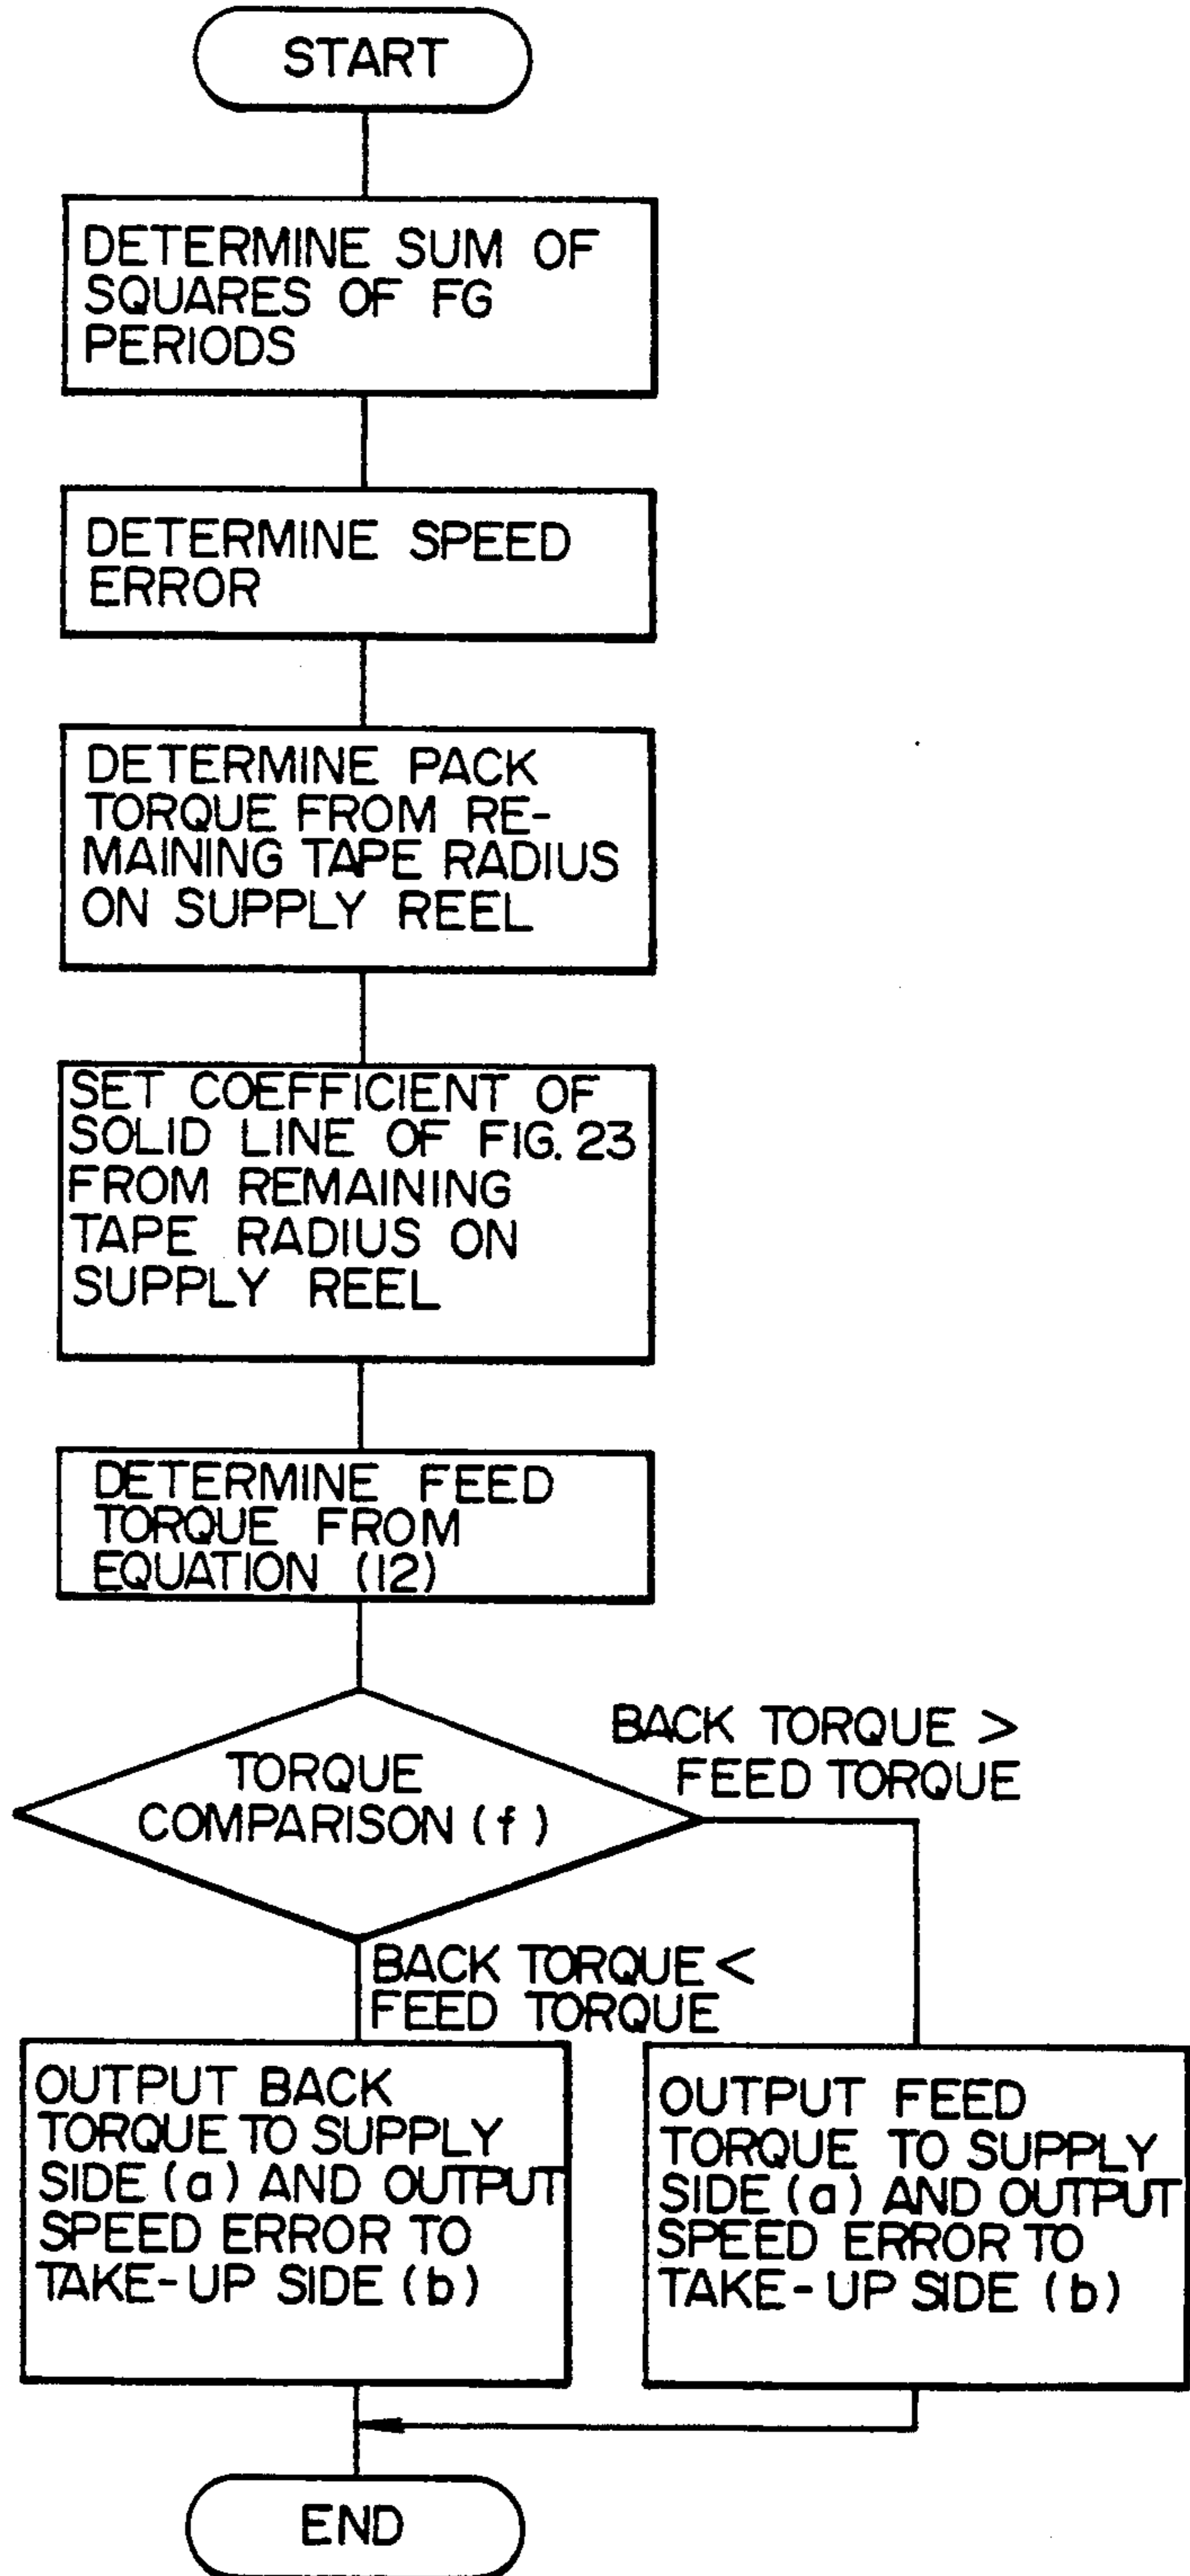 START
DETERMINE SUM OF
SQUARES OF FG
PERIODS
DETERMINE SPEED
ERROR
DETERMINE PACK
TORQUE FROM RE-
MAINING TAPE RADIUS
ON SUPPLY REEL
SET COEFFICIENT OF
SOLID LINE OF FIG. 23
FROM REMAINING
TAPE RADIUS ON
SUPPLY REEL
DETERMINE FEED
TORQUE FROM
EQUATION (12)
TORQUE
COMPARISON (f)
BACK TORQUE >
FEED TORQUE
BACK TORQUE <
FEED TORQUE
OUTPUT BACK
TORQUE TO SUPPLY
SIDE (a) AND OUTPUT
SPEED ERROR TO
TAKE-UP SIDE (b)
OUTPUT FEED
TORQUE TO SUPPLY
SIDE (a) AND OUTPUT
SPEED ERROR TO
TAKE-UP SIDE (b)
END